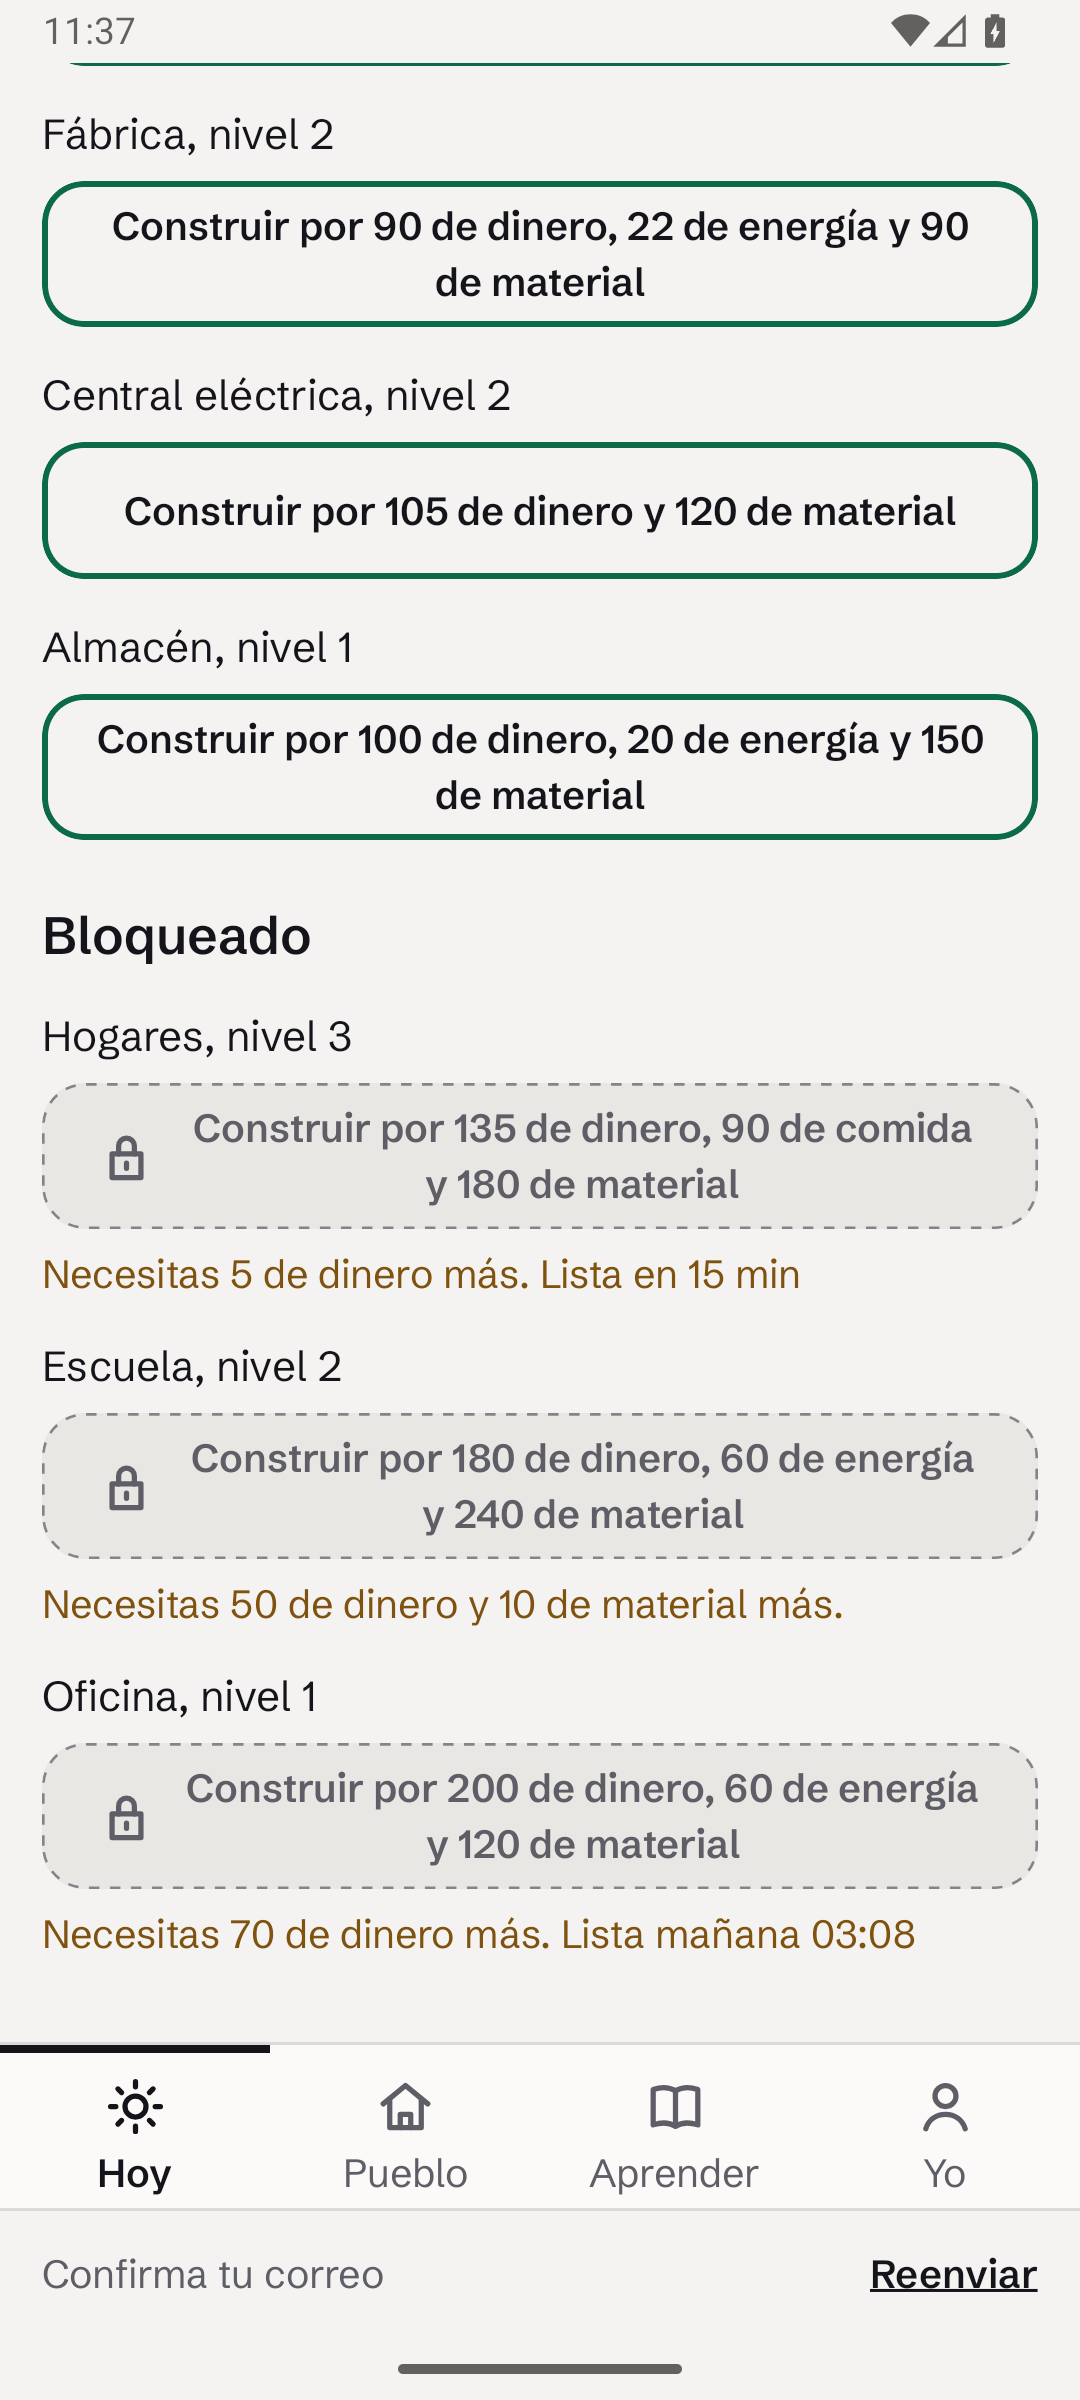 11:37
Fábrica, nivel 2
Construir por 90 de dinero, 22 de energía y 90
de material
Central eléctrica, nivel 2
Construir por 105 de dinero y 120 de material
Almacén, nivel 1
Construir por 100 de dinero, 20 de energía y 150
de material
Bloqueado
Hogares, nivel 3
Construir por 135 de dinero, 90 de comida
y 180 de material
Necesitas 5 de dinero más. Lista en 15 min
Escuela, nivel 2
Construir por 180 de dinero, 60 de energía
y 240 de material
Necesitas 50 de dinero y 10 de material más.
Oficina, nivel 1
Construir por 200 de dinero, 60 de energía
y 120 de material
Necesitas 70 de dinero más. Lista mañana 03:08
Hoy
Pueblo
Aprender
Yo
Confirma tu correo
Reenviar